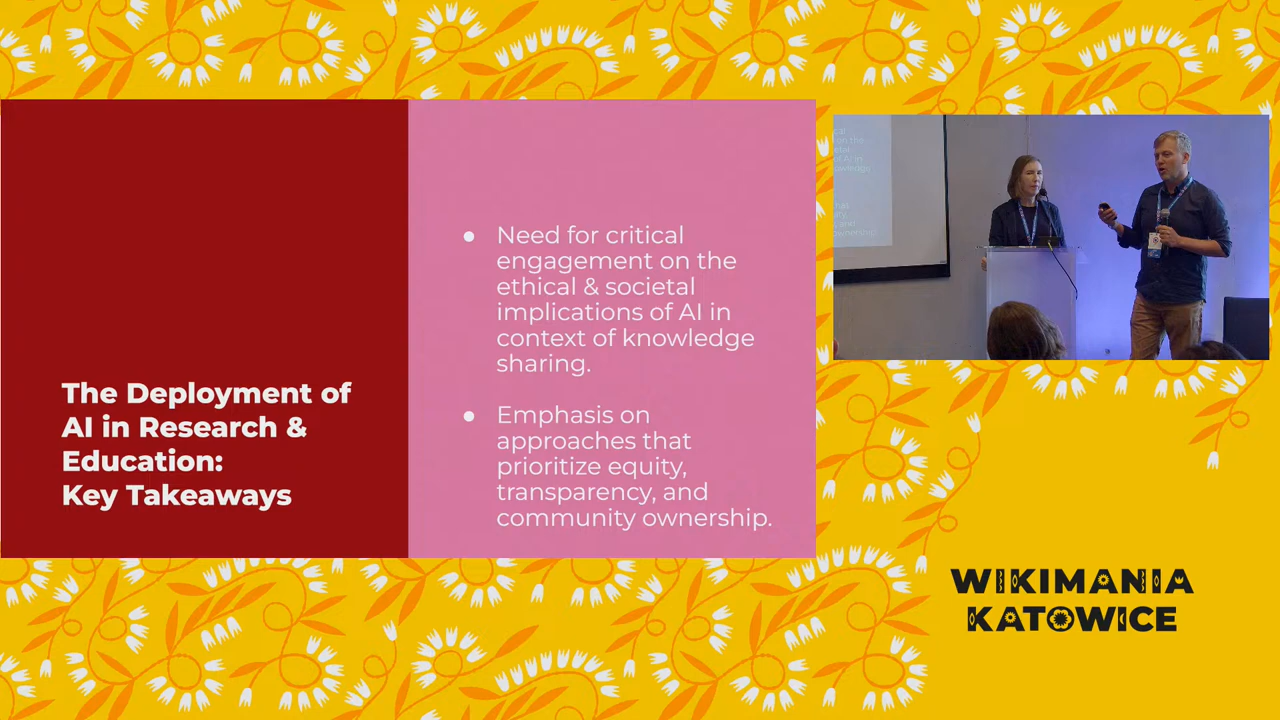 The Deployment of
AI in Research &
Education:
Key Takeaways
● Need for critical
engagement on the
ethical & societal
implications of AI in
context of knowledge
sharing.
● Emphasis on
approaches that
prioritize equity,
transparency, and
community ownership.
WIKIMANIA
KATOWICE